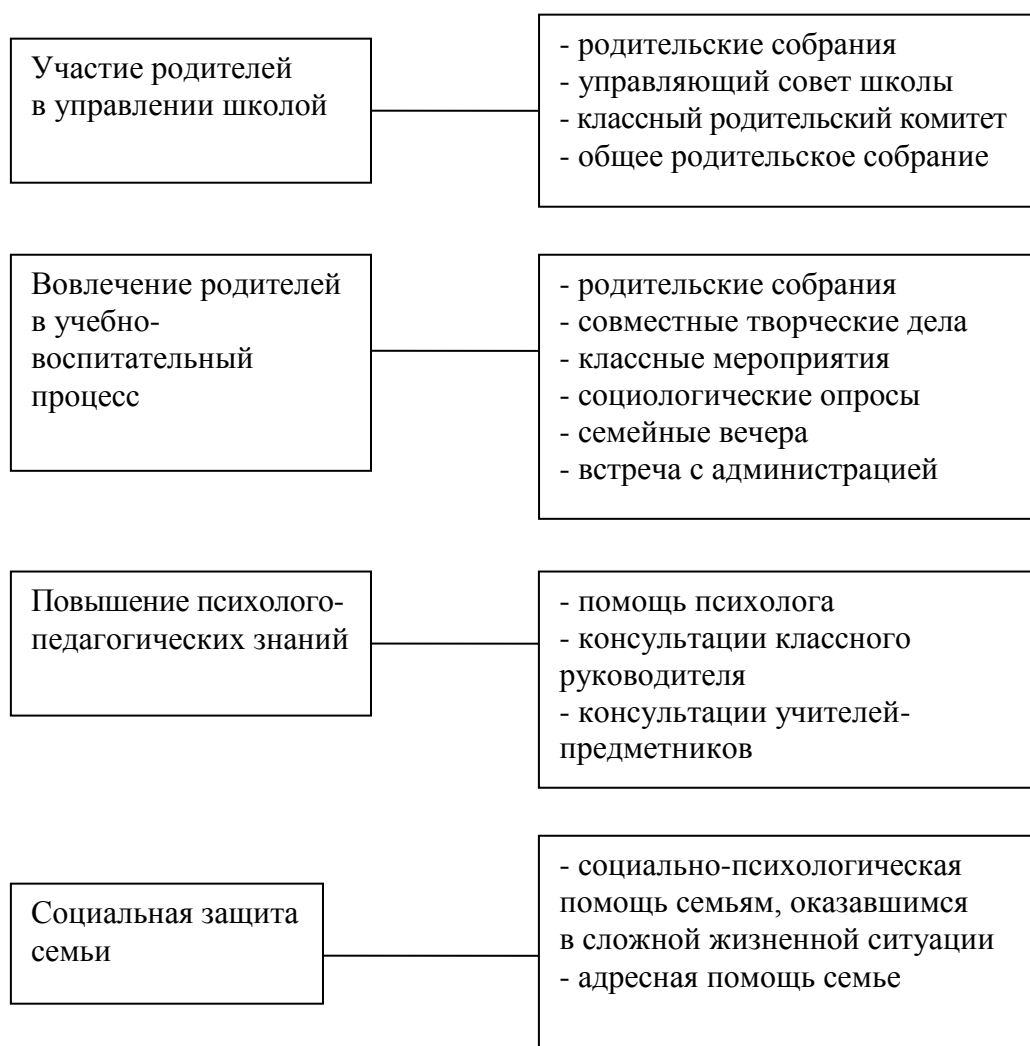 Участие родителей
в управлении школой
- родительские собрания
- управляющий совет школы
- классный родительский комитет
- общее родительское собрание
Вовлечение родителей
в учебно-
воспитательный
процесс
- родительские собрания
- совместные творческие дела
- классные мероприятия
- социологические опросы
- семейные вечера
- встреча с администрацией
Повышение психолого-
педагогических знаний
- помощь психолога
- консультации классного
руководителя
- консультации учителей-
предметников
Социальная защита
семьи
- социально-психологическая
помощь семьям, оказавшимся
в сложной жизненной ситуации
- адресная помощь семье